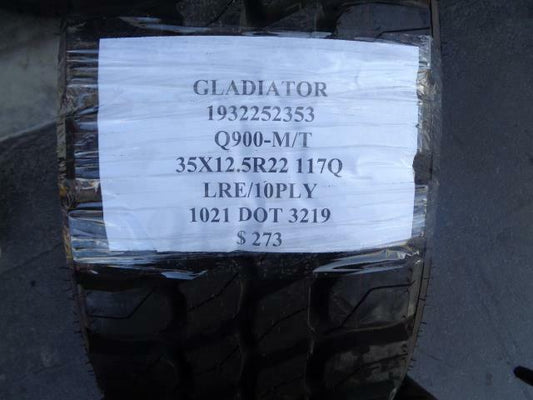 GLADIATOR
1932252353
Q900-M/T
35X12.5R22 117Q
LRE/10PLY
1021 DOT 3219
$ 273